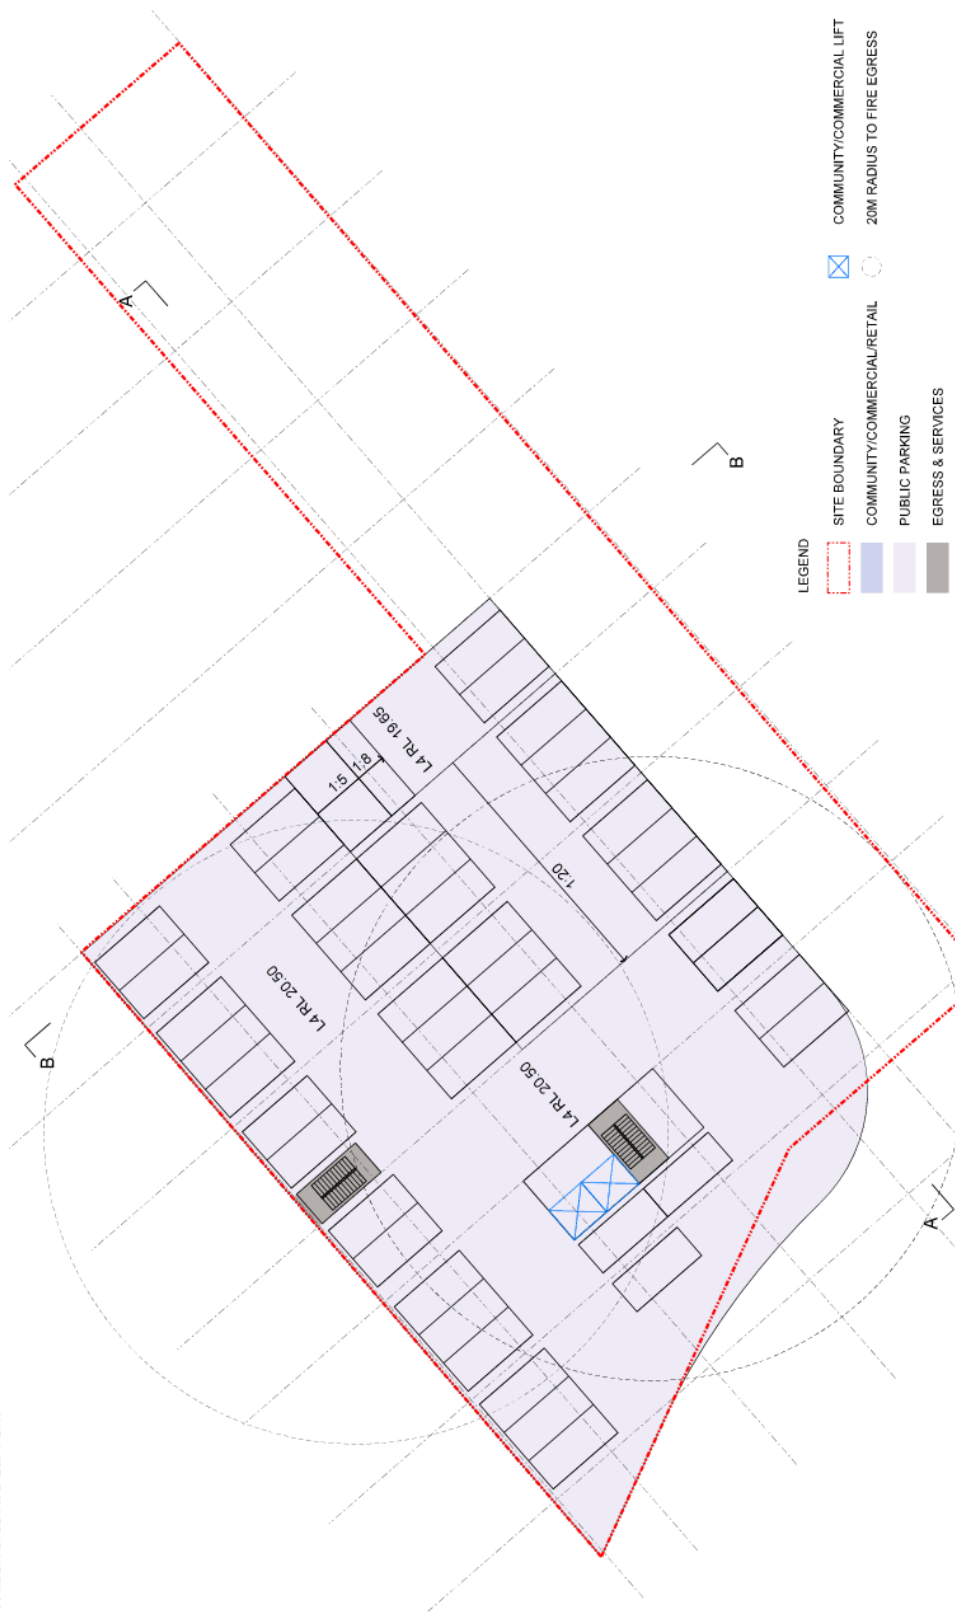 A
B
B
A
L4 RL 19.65
1:8
1:5
1:20
L4 RL 20.50
L4 RL 20.50
LEGEND
SITE BOUNDARY
COMMUNITY/COMMERCIAL/RETAIL
PUBLIC PARKING
EGRESS & SERVICES
COMMUNITY/COMMERCIAL LIFT
20M RADIUS TO FIRE EGRESS